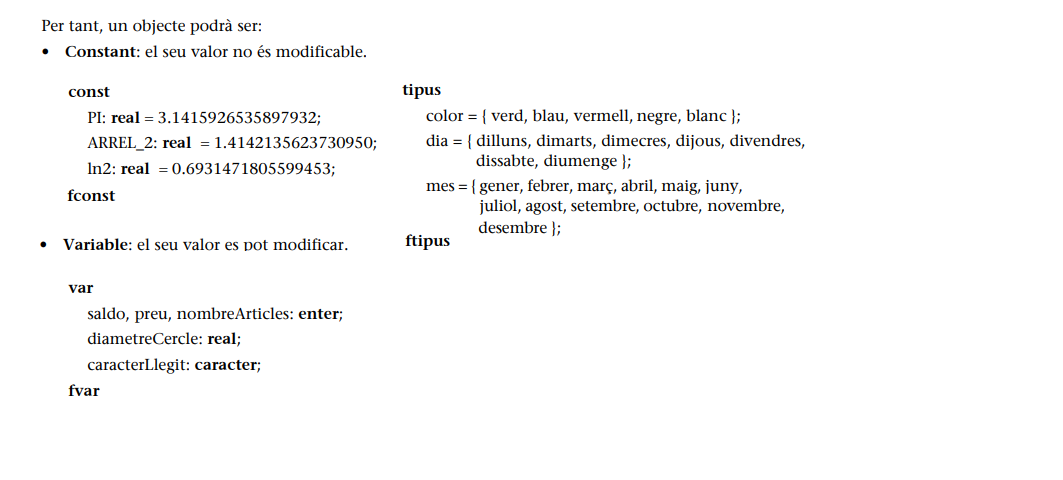 Per tant, un objecte podrà ser:
• Constant: el seu valor no és modificable.
const
PI: real = 3.1415926535897932;
ARREL_2: real = 1.4142135623730950;
ln2: real = 0.6931471805599453;
fconst
• Variable: el seu valor es pot modificar.
var
saldo, preu, nombreArticles: enter;
diametreCercle: real;
caracterLlegit: caracter;
fvar
tipus
color = { verd, blau, vermell, negre, blanc };
dia = { dilluns, dimarts, dimecres, dijous, divendres,
dissabte, diumenge };
mes = { gener, febrer, març, abril, maig, juny,
juliol, agost, setembre, octubre, novembre,
desembre };
ftipus